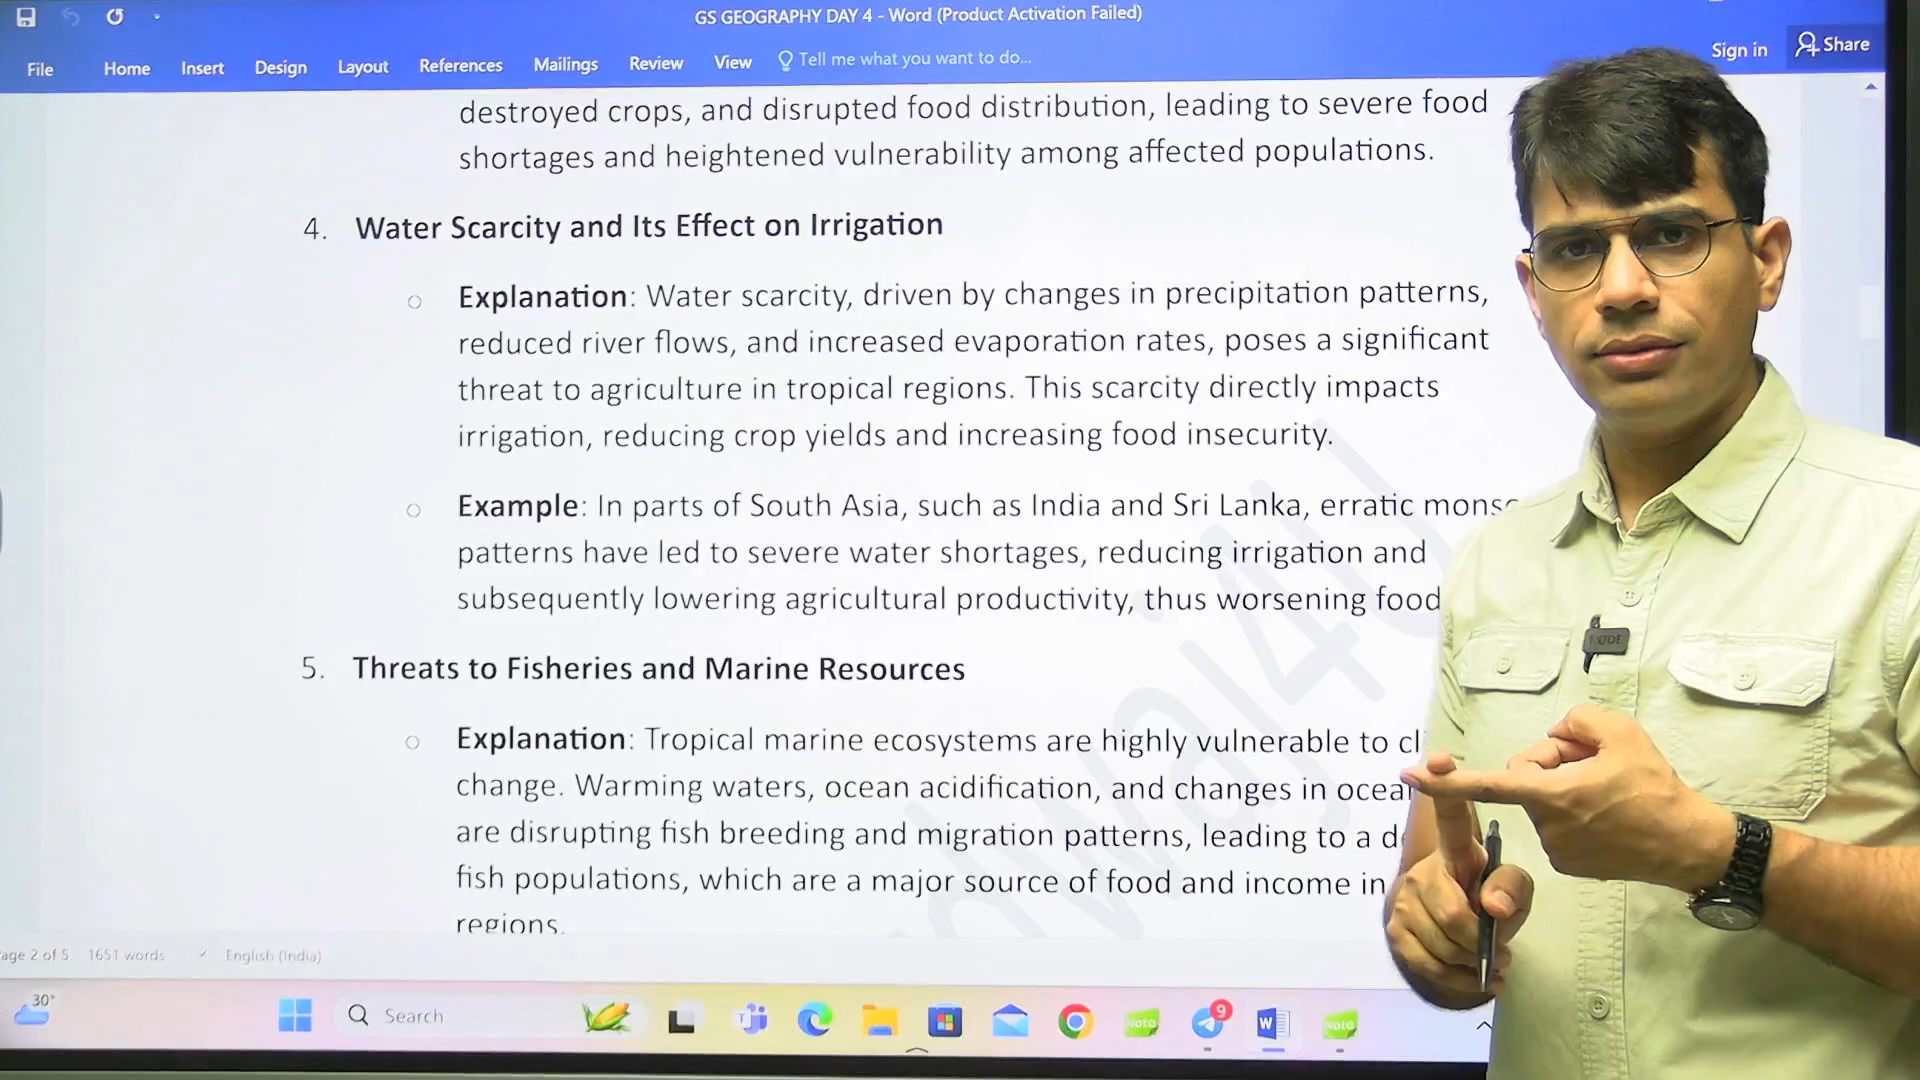 GS GEOGRAPHY DAY 4 - Word (Product Activation Failed)
File Home Insert Design Layout References Mailings Review View Tell me what you want to do... Sign in Share
destroyed crops, and disrupted food distribution, leading to severe food
shortages and heightened vulnerability among affected populations.
4. Water Scarcity and Its Effect on Irrigation
Explanation: Water scarcity, driven by changes in precipitation patterns,
reduced river flows, and increased evaporation rates, poses a significant
threat to agriculture in tropical regions. This scarcity directly impacts
irrigation, reducing crop yields and increasing food insecurity.
Example: In parts of South Asia, such as India and Sri Lanka, erratic
patterns have led to severe water shortages, reducing irrigation and
subsequently lowering agricultural productivity, thus worsening food
5. Threats to Fisheries and Marine Resources
Explanation: Tropical marine ecosystems are highly vulnerable to
change. Warming waters, ocean acidification, and changes in
are disrupting fish breeding and migration patterns, leading to a
fish populations, which are a major source of food and income in
regions.
age 2 of 5 1651 words English (India)
30°
Search
Note
9
Note
RODE